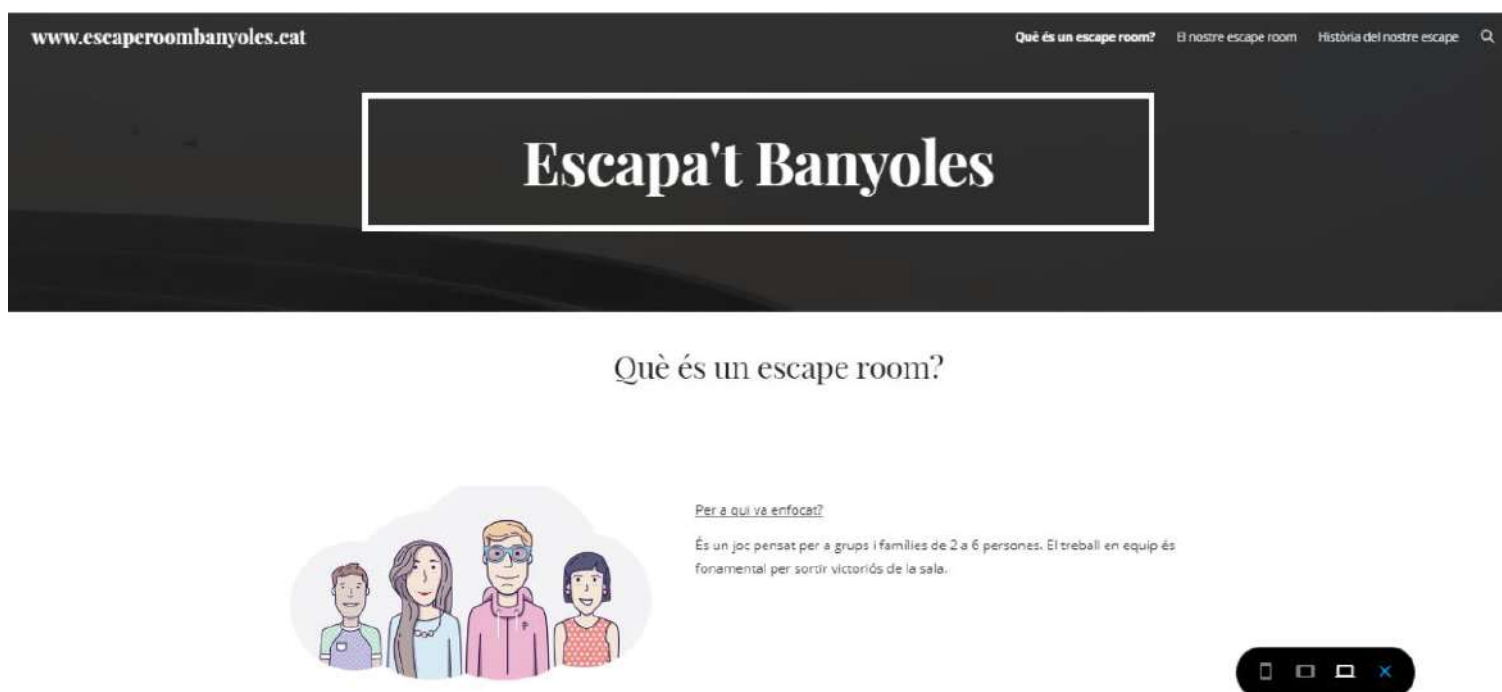 www.escaperoombanyoles.cat
Què és un escape room?
El nostre escape room
Història del nostre escape
Escapa't Banyoles
Què és un escape room?
Per a qui va enfocat?
És un joc pensat per a grups i famílies de 2 a 6 persones. El treball en equip és
fonamental per sortir victoriós de la sala.